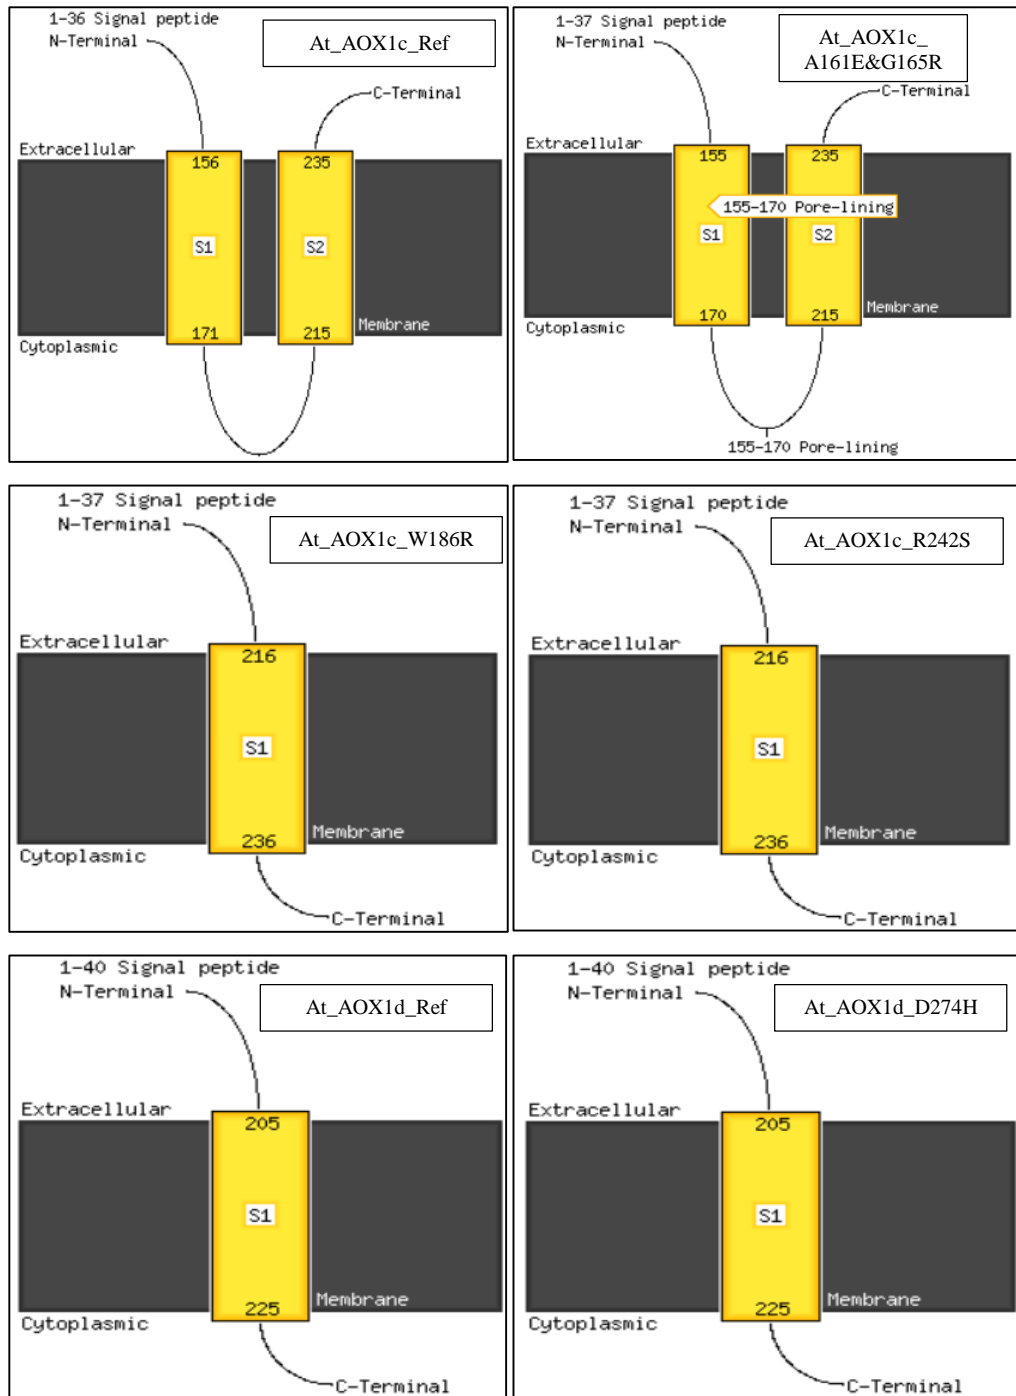 1-36 Signal peptide
N-Terminal
At_AOX1c_Ref
C-Terminal
Extracellular
156
235
S1
S2
Membrane
171
215
Cytoplasmic
1-37 Signal peptide
N-Terminal
At_AOX1c_
A161E&G165R
C-Terminal
Extracellular
155
235
155-170 Pore-lining
S1
S2
Membrane
170
215
Cytoplasmic
155-170 Pore-lining
1-37 Signal peptide
N-Terminal
At_AOX1c_W186R
Extracellular
216
S1
Membrane
236
Cytoplasmic
C-Terminal
1-37 Signal peptide
N-Terminal
At_AOX1c_R242S
Extracellular
216
S1
Membrane
236
Cytoplasmic
C-Terminal
1-40 Signal peptide
N-Terminal
At_AOX1d_Ref
Extracellular
205
S1
Membrane
225
Cytoplasmic
C-Terminal
1-40 Signal peptide
N-Terminal
At_AOX1d_D274H
Extracellular
205
S1
Membrane
225
Cytoplasmic
C-Terminal